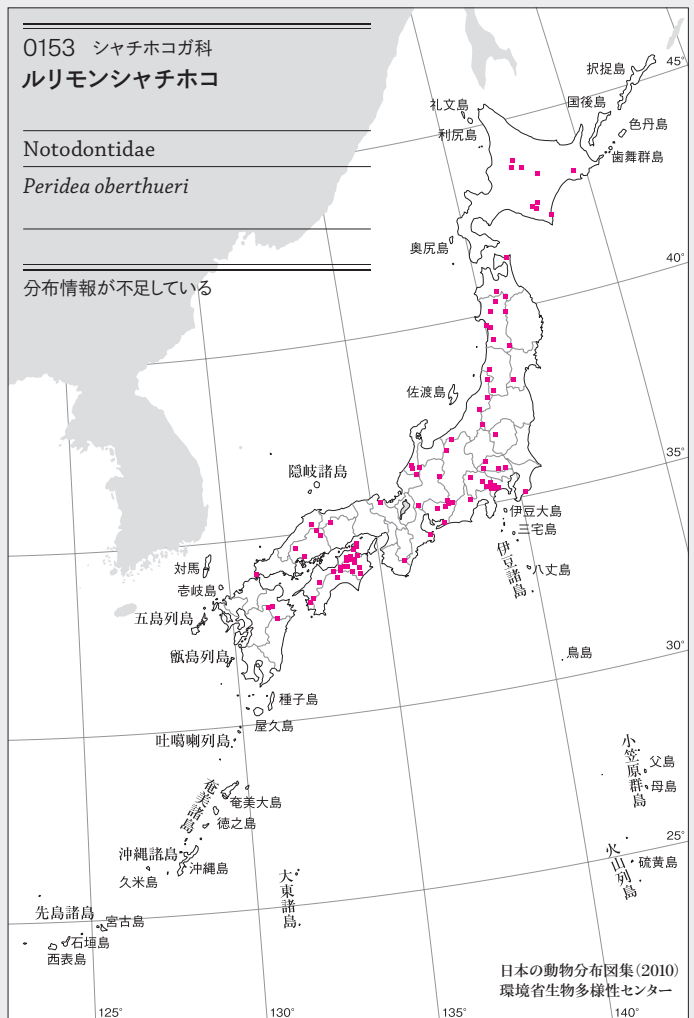 0153 シャチホコガ科
ルリモンシャチホコ
Notodontidae
Peridea oberthueri
分布情報が不足している
択捉島
45°
礼文島
国後島
利尻島
色丹島
歯舞群島
奥尻島
40°
佐渡島
35°
隠岐諸島
伊豆大島
三宅島
伊豆諸島
八丈島
対馬
壱岐島
五島列島
甑島列島
鳥島
30°
種子島
屋久島
吐噶喇列島
小笠原群島
父島
母島
奄美諸島
奄美大島
徳之島
25°
沖縄諸島
沖縄島
久米島
大東諸島
火山列島
硫黄島
先島諸島
宮古島
石垣島
西表島
日本の動物分布図集(2010)
環境省生物多様性センター
125°
130°
135°
140°